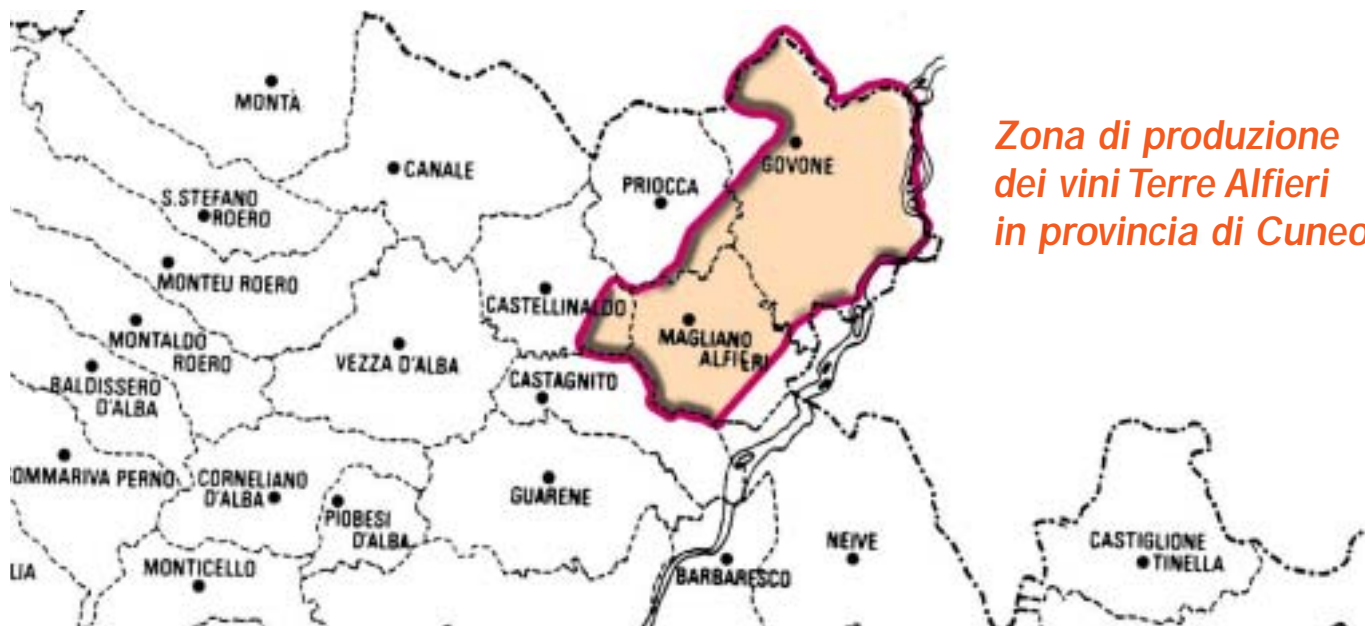 MONTÀ
CANALE
S.STEFANO
ROERO
MONTEU ROERO
MONTALDO
ROERO
BALDISSERO
D'ALBA
OMMARIVA PERNO
CORNELIANO
D'ALBA
PIOBESI
D'ALBA
LIA
MONTICELLO
VEZZA D'ALBA
CASTELLINALDO
CASTAGNITO
GUARENE
PRIOCCA
GOVONE
MAGLIANO
ALFIERI
BARBARESCO
NEIVE
CASTIGLIONE
TINELLA
Zona di produzione
dei vini Terre Alfieri
in provincia di Cuneo